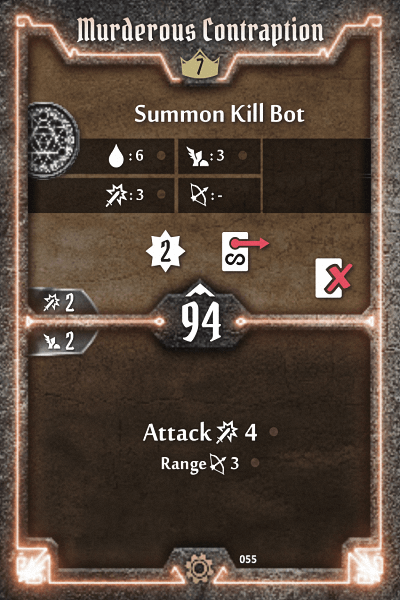 Murderous Contraption
7
Summon Kill Bot
: 6 : 3
: 3 : -
2 S
2
94
2
Attack 4
Range 3
055